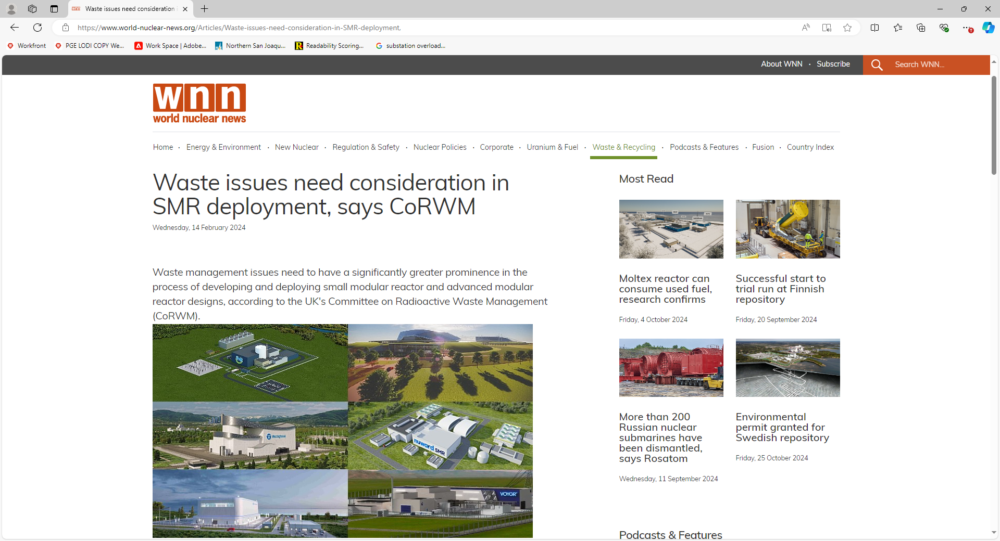 Waste issues need consideration i
https://www.world-nuclear-news.org/Articles/Waste-issues-need-consideration-in-SMR-deployment,
Workfront
PGE LODI COPY We...
Work Space | Adobe...
Northern San Joaqu...
Readability Scoring...
substation overload...
About WNN · Subscribe
Search WNN...
wnn
world nuclear news
Home · Energy & Environment · New Nuclear · Regulation & Safety · Nuclear Policies · Corporate · Uranium & Fuel · Waste & Recycling · Podcasts & Features · Fusion · Country Index
Waste issues need consideration in
SMR deployment, says CoRWM
Wednesday, 14 February 2024
Waste management issues need to have a significantly greater prominence in the
process of developing and deploying small modular reactor and advanced modular
reactor designs, according to the UK's Committee on Radioactive Waste Management
(CoRWM).
Westinghouse
nuward
SMR
VOYGR
Most Read
Moltex reactor can
consume used fuel,
research confirms
Friday, 4 October 2024
Successful start to
trial run at Finnish
repository
Friday, 20 September 2024
More than 200
Russian nuclear
submarines have
been dismantled,
says Rosatom
Wednesday, 11 September 2024
Environmental
permit granted for
Swedish repository
Friday, 25 October 2024
Podcasts & Features